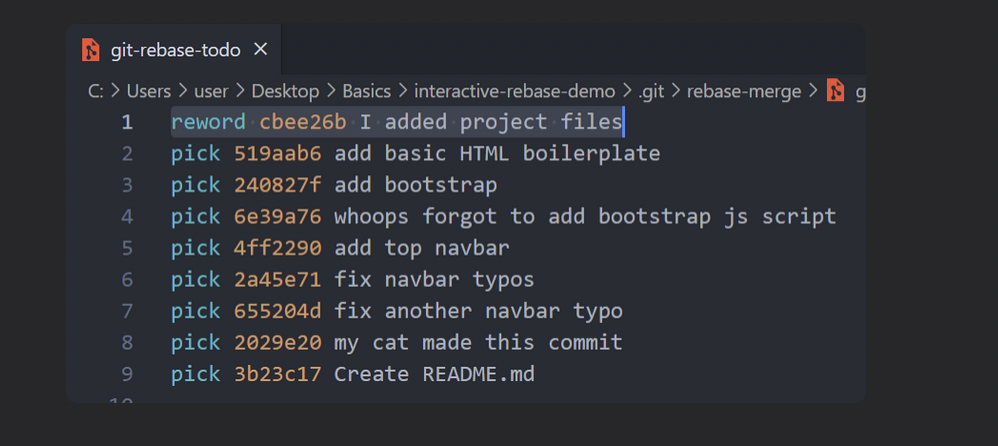 git-rebase-todo ×
C: > Users > user > Desktop > Basics > interactive-rebase-demo > .git > rebase-merge > g
1 reword cbee26b I added project files
2 pick 519aab6 add basic HTML boilerplate
3 pick 240827f add bootstrap
4 pick 6e39a76 whoops forgot to add bootstrap js script
5 pick 4ff2290 add top navbar
6 pick 2a45e71 fix navbar typos
7 pick 655204d fix another navbar typo
8 pick 2029e20 my cat made this commit
9 pick 3b23c17 Create README.md
10